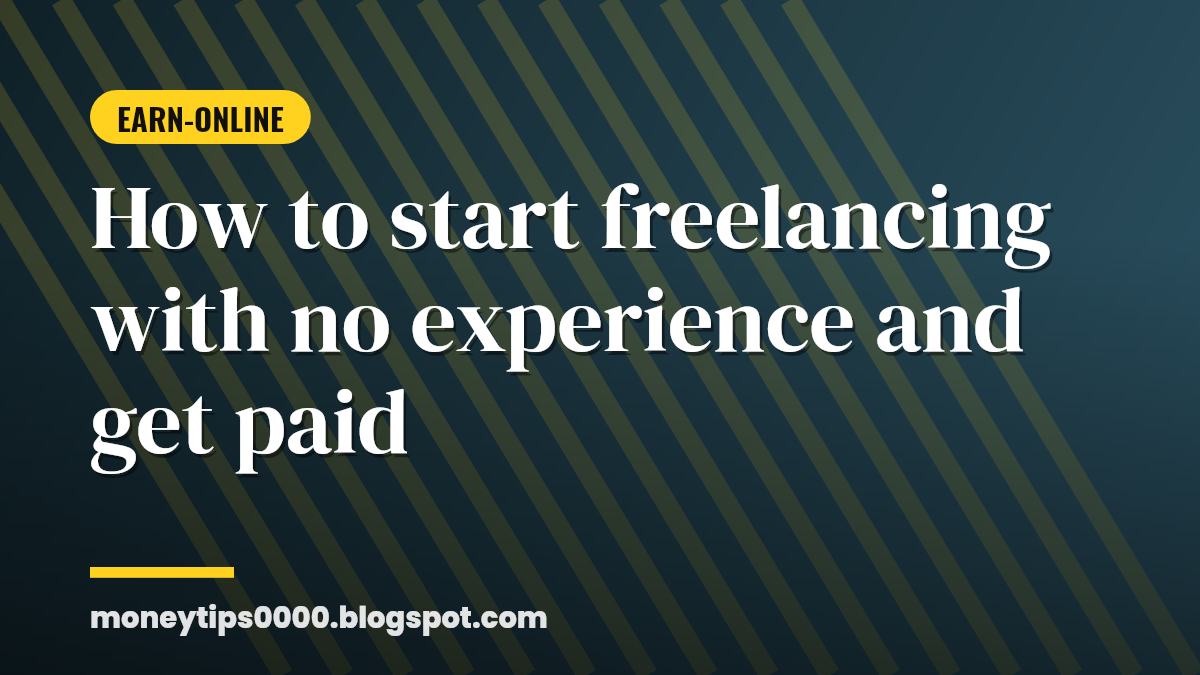 EARN-ONLINE
How to start freelancing
with no experience and
get paid
moneytips0000.blogspot.com